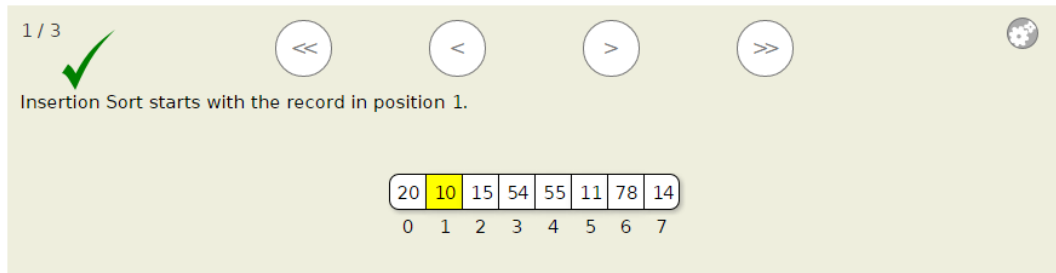 1 / 3
<< < > >>
Insertion Sort starts with the record in position 1.
20 10 15 54 55 11 78 14
0 1 2 3 4 5 6 7